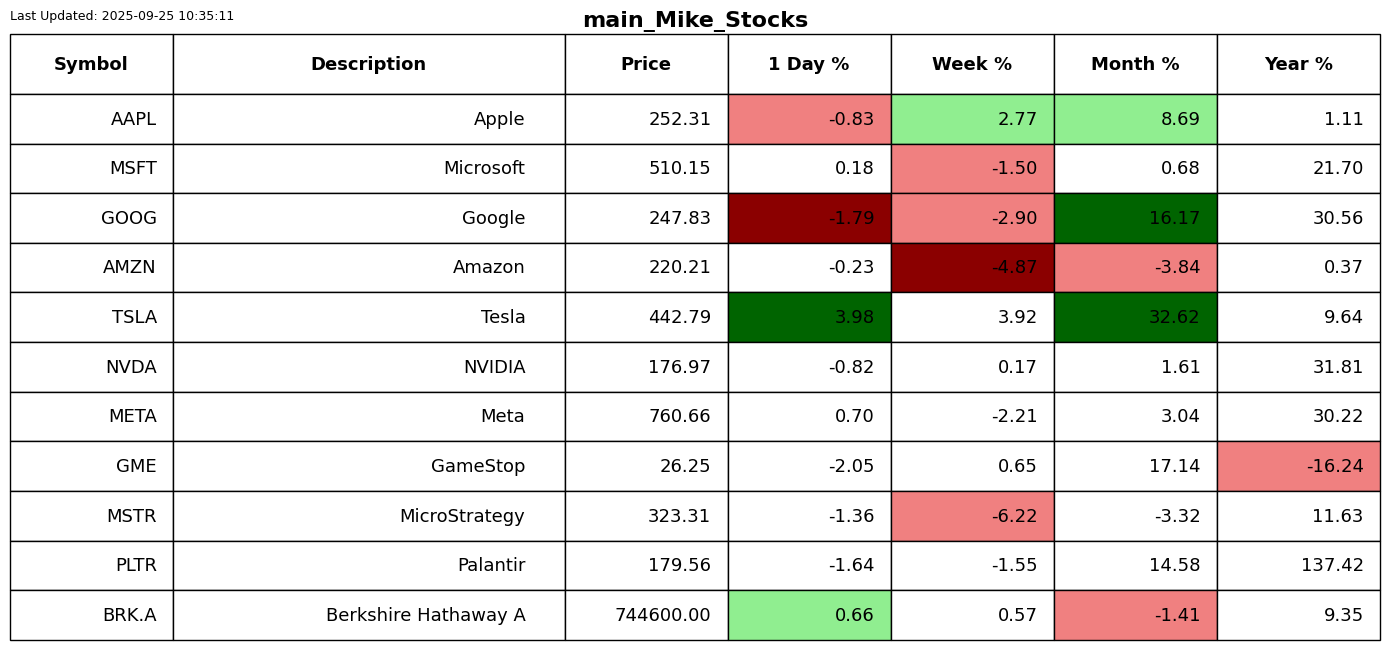 Last Updated: 2025-09-25 10:35:11
main_Mike_Stocks
Symbol Description Price 1 Day % Week % Month % Year %
AAPL Apple 252.31 -0.83 2.77 8.69 1.11
MSFT Microsoft 510.15 0.18 -1.50 0.68 21.70
GOOG Google 247.83 -1.79 -2.90 16.17 30.56
AMZN Amazon 220.21 -0.23 -4.87 -3.84 0.37
TSLA Tesla 442.79 3.98 3.92 32.62 9.64
NVDA NVIDIA 176.97 -0.82 0.17 1.61 31.81
META Meta 760.66 0.70 -2.21 3.04 30.22
GME GameStop 26.25 -2.05 0.65 17.14 -16.24
MSTR MicroStrategy 323.31 -1.36 -6.22 -3.32 11.63
PLTR Palantir 179.56 -1.64 -1.55 14.58 137.42
BRK.A Berkshire Hathaway A 744600.00 0.66 0.57 -1.41 9.35